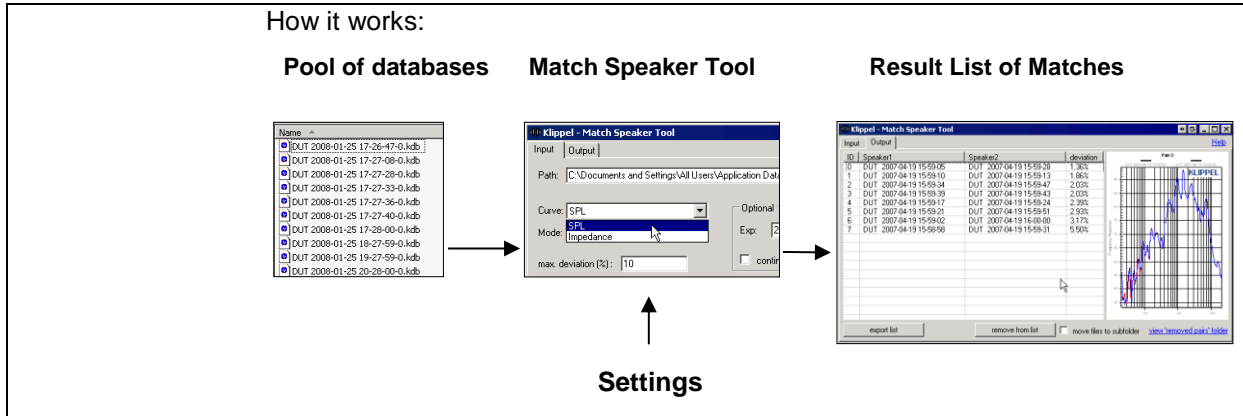 How it works:
Pool of databases
Match Speaker Tool
Result List of Matches
Name
DUT 2008-01-25 17-26-47-0.kdb
DUT 2008-01-25 17-27-08-0.kdb
DUT 2008-01-25 17-27-28-0.kdb
DUT 2008-01-25 17-27-33-0.kdb
DUT 2008-01-25 17-27-36-0.kdb
DUT 2008-01-25 17-27-40-0.kdb
DUT 2008-01-25 17-28-00-0.kdb
DUT 2008-01-25 18-27-59-0.kdb
DUT 2008-01-25 19-27-59-0.kdb
DUT 2008-01-25 20-28-00-0.kdb
Klippel - Match Speaker Tool
Input Output
Path: C:\Documents and Settings\All Users\Application Data
Curve: SPL
Optional
SPL
Mode: Impedance
Exp: 2
max. deviation (%) : 10
contin
Settings
Klippel - Match Speaker Tool
Input Output Help
ID Speaker1 Speaker2 deviation
0 DUT 2007-04-19 15-59-05 DUT 2007-04-19 15-59-28 1.36%
1 DUT 2007-04-19 15-59-10 DUT 2007-04-19 15-59-13 1.86%
2 DUT 2007-04-19 15-59-34 DUT 2007-04-19 15-59-47 2.03%
3 DUT 2007-04-19 15-59-39 DUT 2007-04-19 15-59-43 2.03%
4 DUT 2007-04-19 15-59-17 DUT 2007-04-19 15-59-24 2.39%
5 DUT 2007-04-19 15-59-21 DUT 2007-04-19 15-59-51 2.93%
6 DUT 2007-04-19 15-59-02 DUT 2007-04-19 16-00-00 3.17%
7 DUT 2007-04-19 15-58-58 DUT 2007-04-19 15-59-31 5.50%
Pair 0
KLIPPEL
export list remove from list move files to subfolder view 'removed pairs' folder